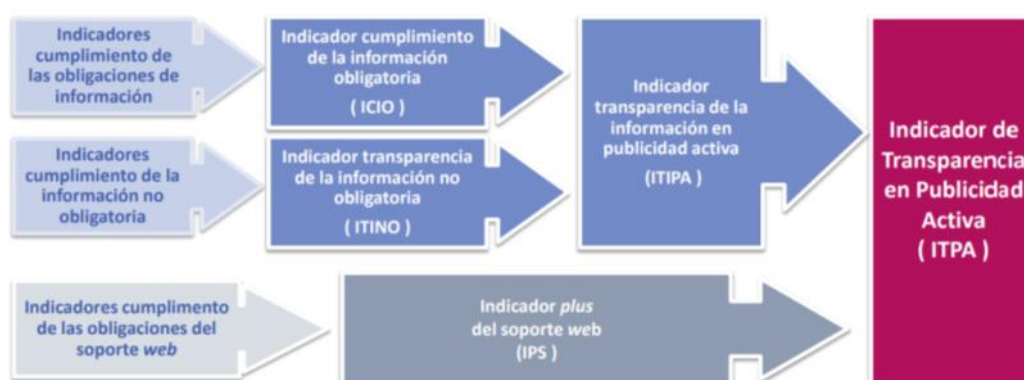 Indicadores
cumplimiento de
las obligaciones de
información
Indicador cumplimiento
de la información
obligatoria
( ICIO )
Indicadores
cumplimiento de la
información no
obligatoria
Indicador transparencia
de la información no
obligatoria
( ITINO )
Indicador
transparencia de la
información en
publicidad activa
(ITIPA )
Indicadores cumplimento
de las obligaciones del
soporte web
Indicador plus
del soporte web
(IPS )
Indicador de
Transparencia
en Publicidad
Activa
( ITPA )